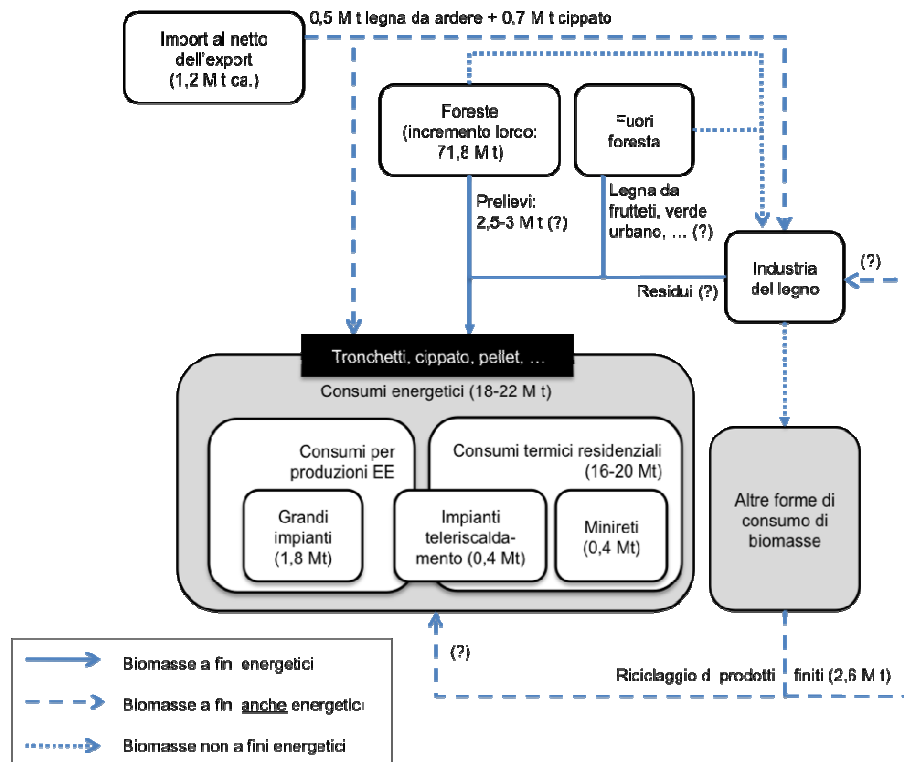 0,5 M t legna da ardere + 0,7 M t cippato
Import al netto
dell'export
(1,2 M t ca.)
Foreste
(incremento lorco:
71,8 M t)
Fuori
foresta
Prelievi:
2,5-3 M t (?)
Legna da
frutteti, verde
urbano, … (?)
Industria
del legno
(?)
Residui (?)
Tronchetti, cippato, pellet, …
Consumi energetici (18-22 M t)
Consumi per
produzioni EE
Consumi termici residenziali
(16-20 Mt)
Grandi
impianti
(1,8 Mt)
Impianti
teleriscalda-
mento (0,4 Mt)
Minireti
(0,4 Mt)
Altre forme di
consumo di
biomasse
(?)
Riciclaggio d prodotti finiti (2,6 M t)
Biomasse a fin energetici
Biomasse a fin anche energetici
Biomasse non a fini energetici